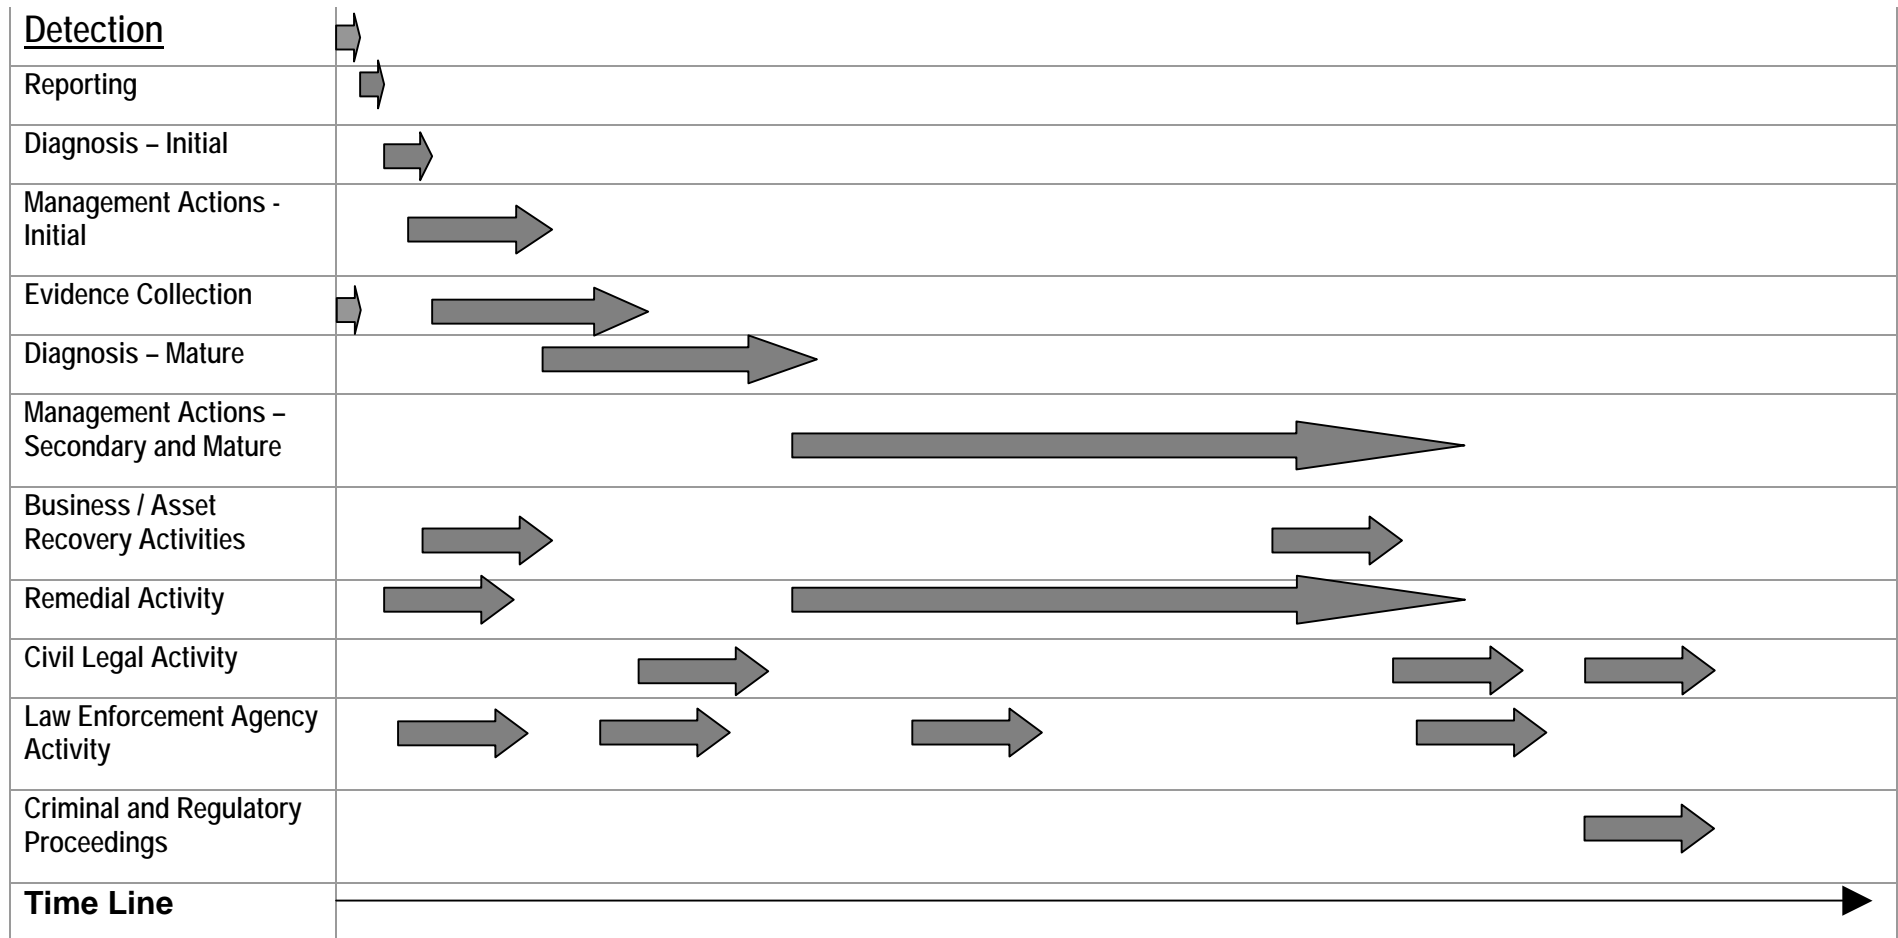 Detection
Reporting
Diagnosis – Initial
Management Actions -
Initial
Evidence Collection
Diagnosis – Mature
Management Actions –
Secondary and Mature
Business / Asset
Recovery Activities
Remedial Activity
Civil Legal Activity
Law Enforcement Agency
Activity
Criminal and Regulatory
Proceedings
Time Line